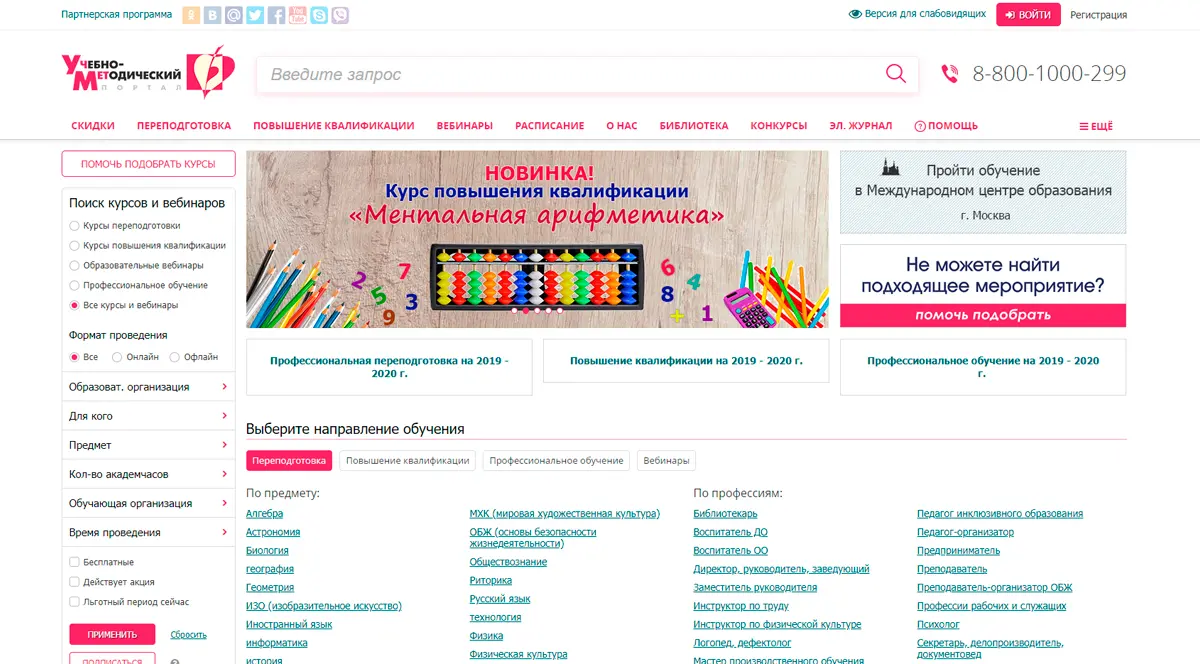 Партнерская программа
Версия для слабовидящих
ВОЙТИ
Регистрация
УЧЕБНО-
МЕТОДИЧЕСКИЙ
ПОРТАЛ
Введите запрос
8-800-1000-299
СКИДКИ
ПЕРЕПОДГОТОВКА
ПОВЫШЕНИЕ КВАЛИФИКАЦИИ
ВЕБИНАРЫ
РАСПИСАНИЕ
О НАС
БИБЛИОТЕКА
КОНКУРСЫ
ЭЛ. ЖУРНАЛ
ПОМОЩЬ
ЕЩЁ
ПОМОЧЬ ПОДОБРАТЬ КУРСЫ
Поиск курсов и вебинаров
Курсы переподготовки
Курсы повышения квалификации
Образовательные вебинары
Профессиональное обучение
Все курсы и вебинары
Формат проведения
Все
Онлайн
Офлайн
Образоват. организация
Для кого
Предмет
Кол-во академчасов
Обучающая организация
Время проведения
Бесплатные
Действует акция
Льготный период сейчас
ПРИМЕНИТЬ
Сбросить
ПОДПИСАТЬСЯ
НОВИНКА!
Курс повышения квалификации
«Ментальная арифметика»
2 7 5 3 9 6 4 8 + 1
Пройти обучение
в Международном центре образования
г. Москва
Не можете найти
подходящее мероприятие?
помочь подобрать
Профессиональная переподготовка на 2019 -
2020 г.
Повышение квалификации на 2019 - 2020 г.
Профессиональное обучение на 2019 - 2020
г.
Выберите направление обучения
Переподготовка
Повышение квалификации
Профессиональное обучение
Вебинары
По предмету:
Алгебра
Астрономия
Биология
география
Геометрия
ИЗО (изобразительное искусство)
Иностранный язык
информатика
история
МХК (мировая художественная культура)
ОБЖ (основы безопасности
жизнедеятельности)
Обществознание
Риторика
Русский язык
технология
Физика
Физическая культура
По профессиям:
Библиотекарь
Воспитатель ДО
Воспитатель ОО
Директор, руководитель, заведующий
Заместитель руководителя
Инструктор по труду
Инструктор по физической культуре
Логопед, дефектолог
Мастер производственного обучения
Педагог инклюзивного образования
Педагог-организатор
Предприниматель
Преподаватель
Преподаватель-организатор ОБЖ
Профессии рабочих и служащих
Психолог
Секретарь, делопроизводитель,
документовед